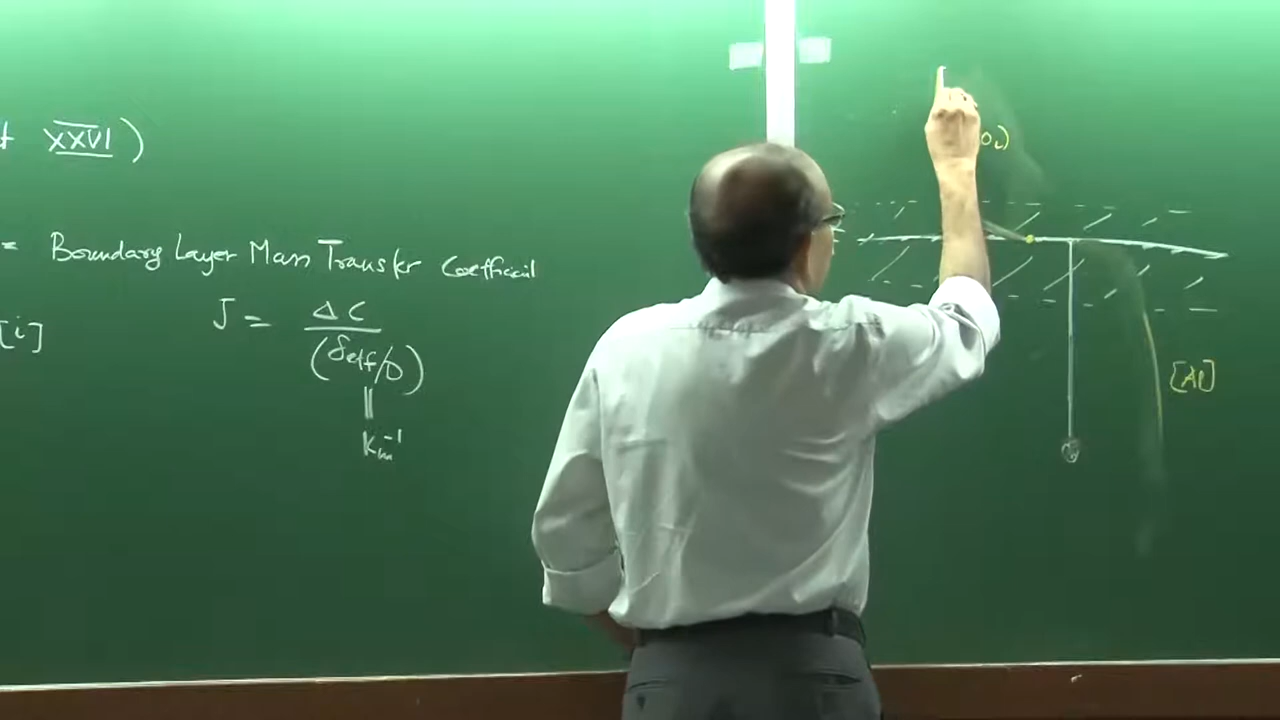 XXVI )
= Boundary Layer Mass Transfer Coefficient
[i]
J = ΔC
(δeff/D)
||
Km⁻¹
[Al]